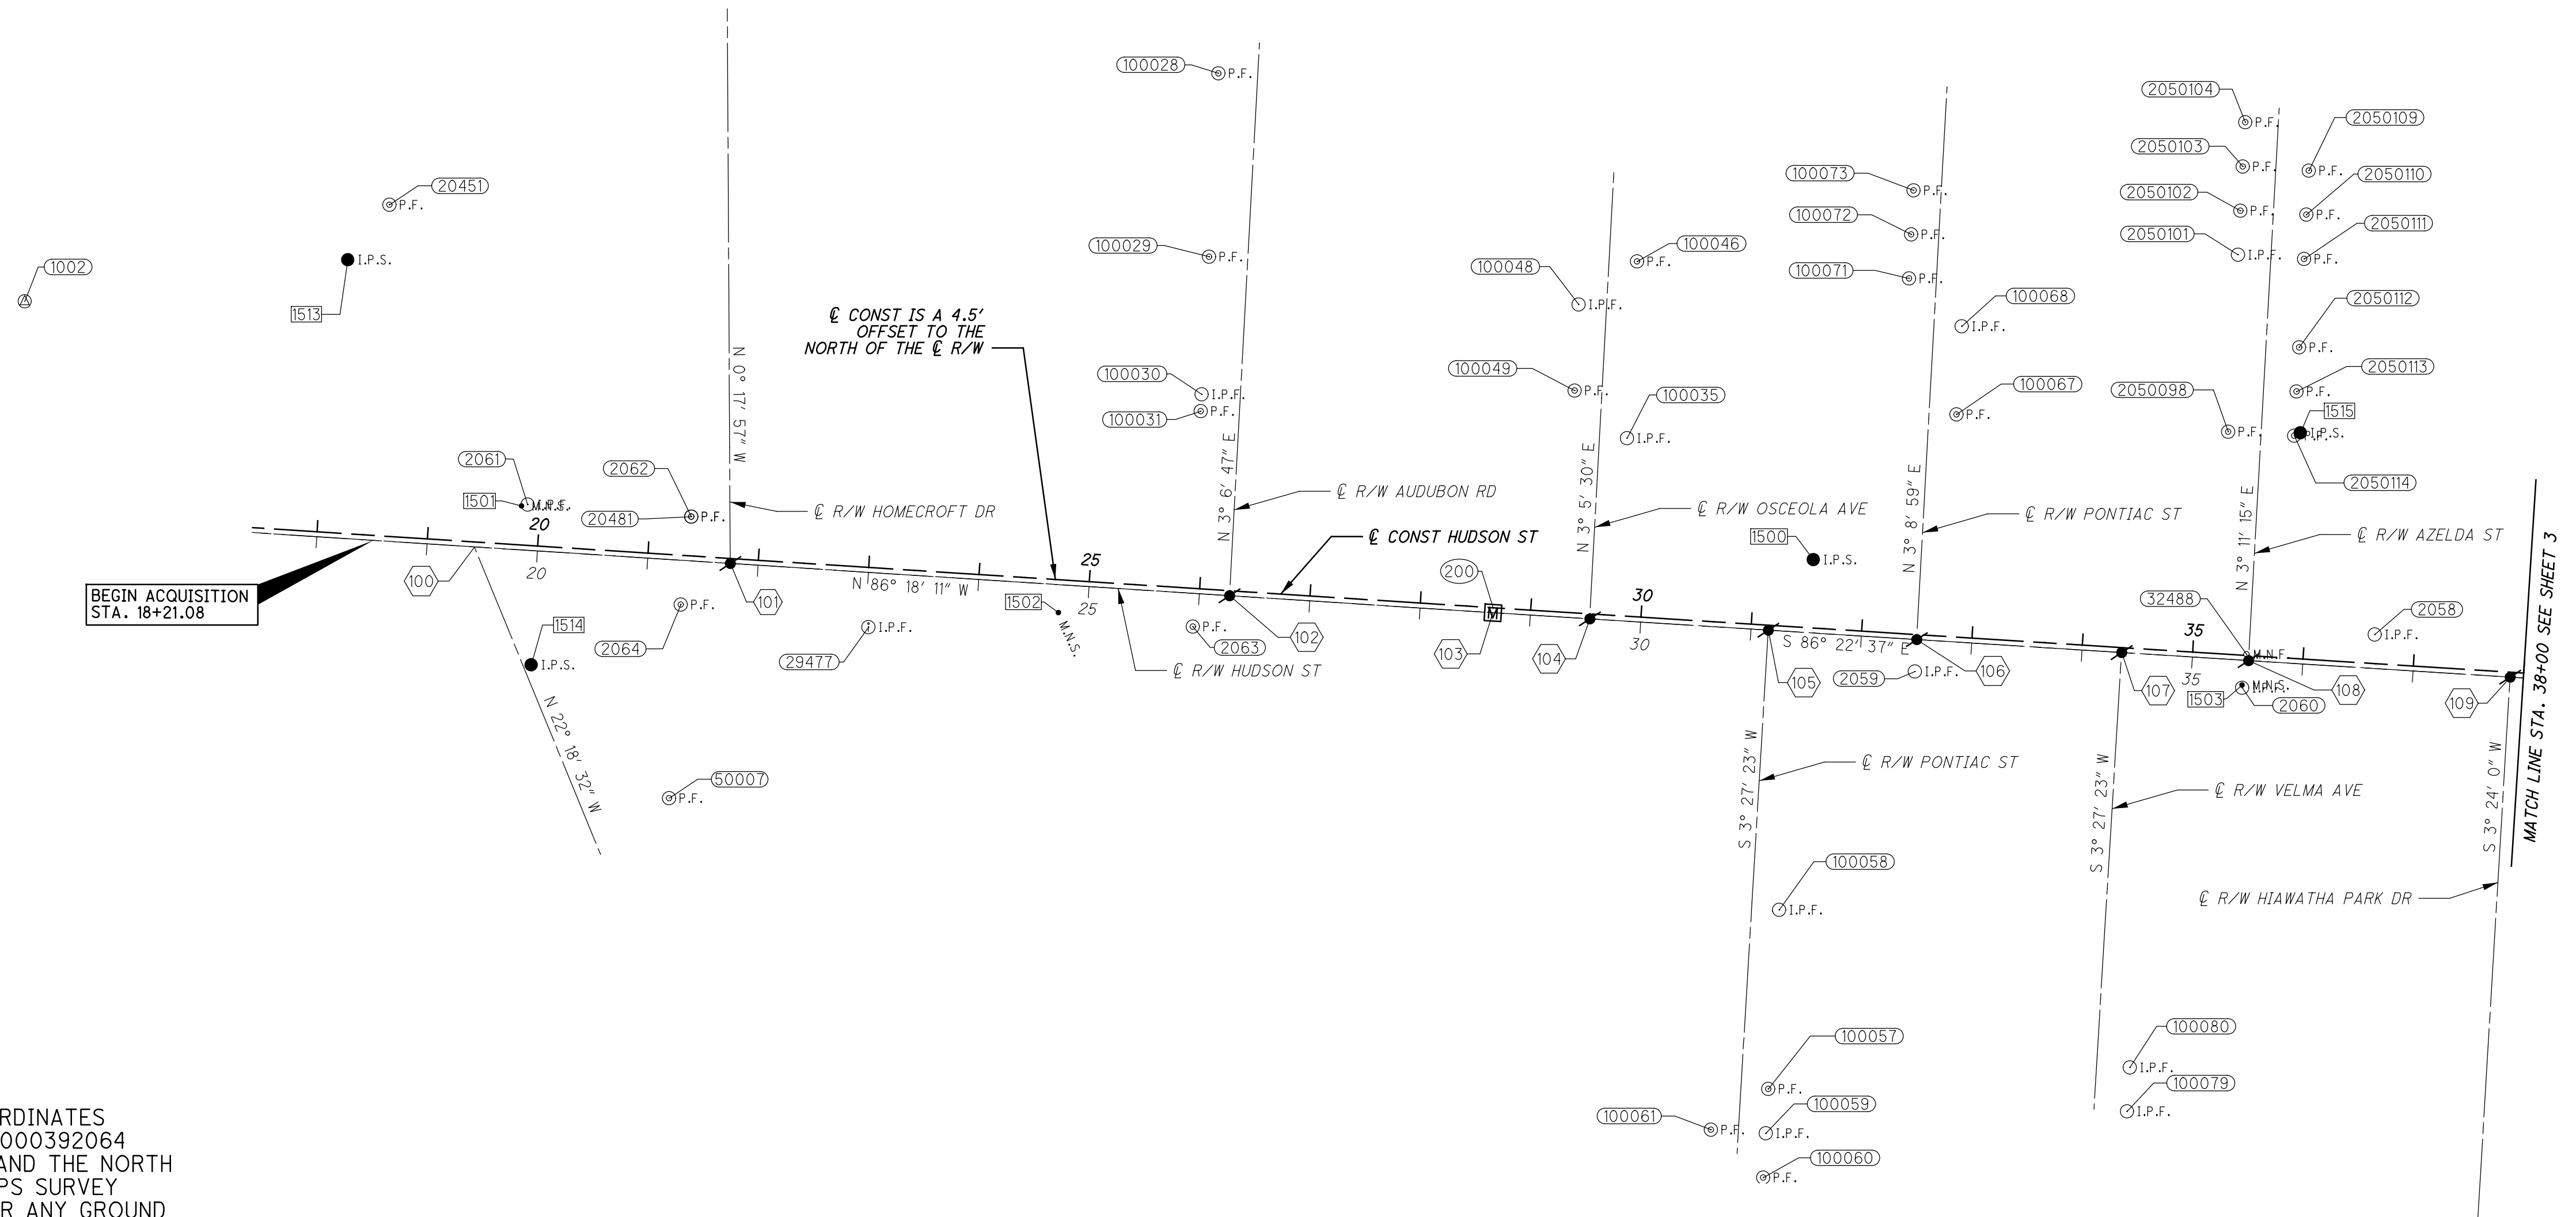 100028
P.F.
2050104
P.F.
2050109
P.F.
2050103
P.F.
2050110
P.F.
100073
P.F.
20451
P.F.
2050102
P.F.
100072
P.F.
2050111
P.F.
2050101
I.P.F.
100029
P.F.
100046
P.F.
1002
I.P.S.
1513
100048
I.P.F.
100071
P.F.
100068
I.P.F.
2050112
P.F.
℄ CONST IS A 4.5'
OFFSET TO THE
NORTH OF THE ℄ R/W
N 0° 17' 57" W
100030
I.P.F.
100031
P.F.
100049
P.F.
100035
I.P.F.
100067
P.F.
2050113
P.F.
2050098
P.F.
1515
I.P.S.
2050114
N 3° 6' 47" E
N 3° 5' 30" E
N 3° 8' 59" E
N 3° 11' 15" E
2061
I.P.F.
1501
M.N.S.
2062
20481
P.F.
℄ R/W HOMECROFT DR
℄ R/W AUDUBON RD
℄ R/W OSCEOLA AVE
℄ R/W PONTIAC ST
℄ R/W AZELDA ST
20
20
℄ CONST HUDSON ST
1500
I.P.S.
25
25
30
30
35
35
100
101
102
103
104
105
106
107
108
109
200
M
N 86° 18' 11" W
S 86° 22' 37" E
BEGIN ACQUISITION
STA. 18+21.08
1514
I.P.S.
2064
P.F.
29477
I.P.F.
1502
M.N.S.
P.F.
2063
℄ R/W HUDSON ST
2059
I.P.F.
32488
M.N.F.
2058
I.P.F.
1503
M.N.S.
I.P.F.
2060
MATCH LINE STA. 38+00 SEE SHEET 3
N 22° 18' 32" W
50007
P.F.
S 3° 27' 23" W
℄ R/W PONTIAC ST
S 3° 27' 23" W
℄ R/W VELMA AVE
S 3° 24' 0" W
℄ R/W HIAWATHA PARK DR
100058
I.P.F.
100057
P.F.
100061
P.F.
100059
I.P.F.
100060
P.F.
100080
I.P.F.
100079
I.P.F.
RDINATES
000392064
AND THE NORTH
PS SURVEY
R ANY GROUND